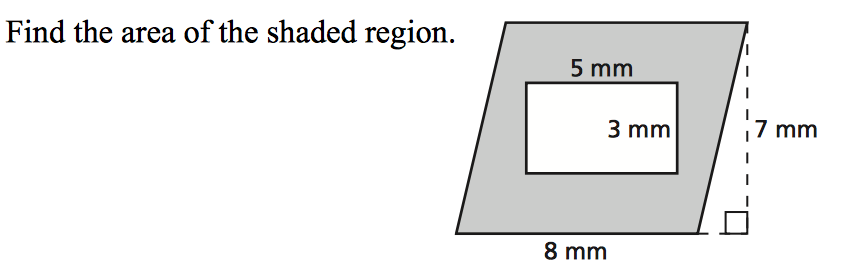 Find the area of the shaded region.
5 mm
3 mm
7 mm
8 mm